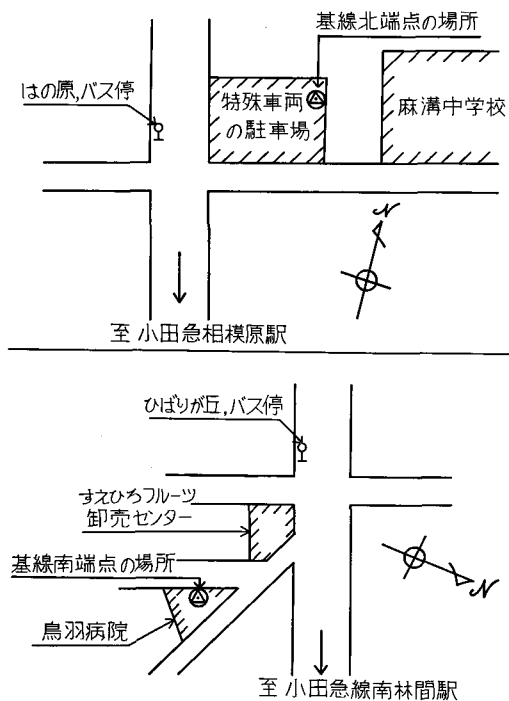 基線北端点の場所
はの原,バス停
特殊車両
の駐車場
麻溝中学校
N
至 小田急相模原駅
ひばりが丘,バス停
すえひろフルーツ
卸売センター
基線南端点の場所
N
鳥羽病院
至 小田急線南林間駅